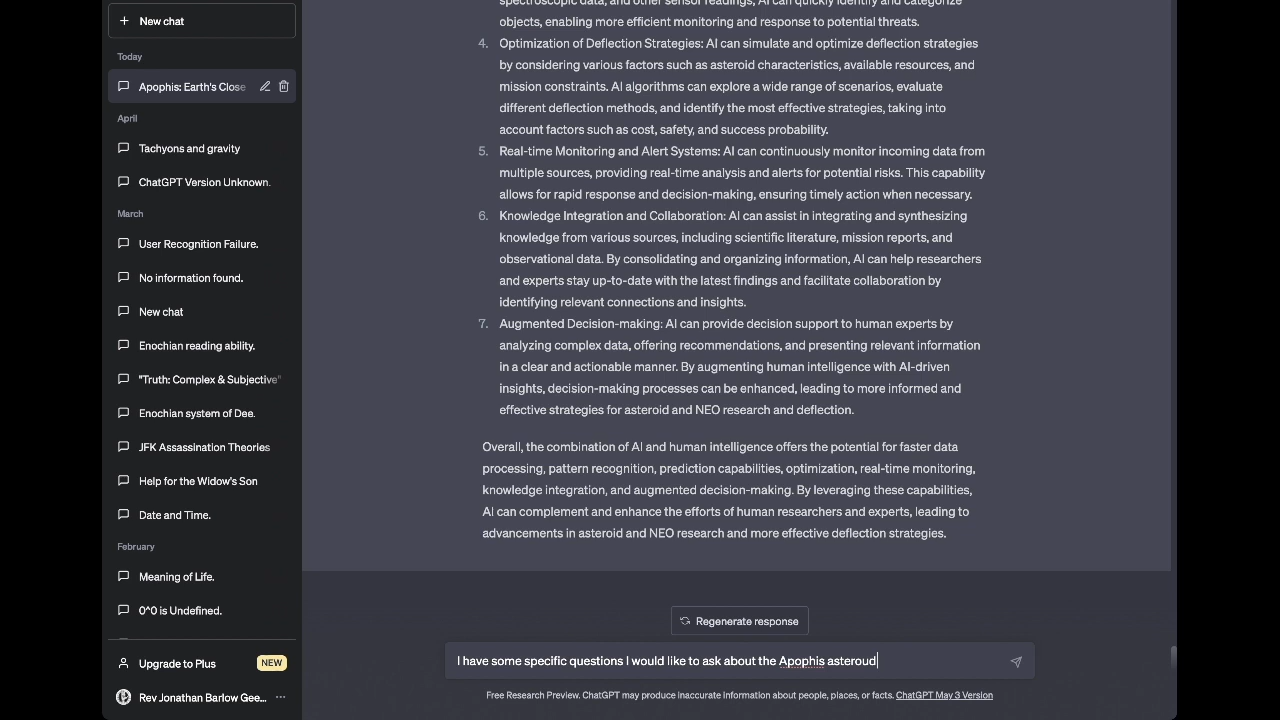 New chat
Today
Apophis: Earth's Close
April
Tachyons and gravity
ChatGPT Version Unknown.
March
User Recognition Failure.
No information found.
New chat
Enochian reading ability.
"Truth: Complex & Subjective"
Enochian system of Dee.
JFK Assassination Theories
Help for the Widow's Son
Date and Time.
February
Meaning of Life.
0^0 is Undefined.
Upgrade to Plus NEW
Rev Jonathan Barlow Gee...
spectroscopic data, and other sensor readings, AI can quickly identify and categorize
objects, enabling more efficient monitoring and response to potential threats.
4. Optimization of Deflection Strategies: AI can simulate and optimize deflection strategies
by considering various factors such as asteroid characteristics, available resources, and
mission constraints. AI algorithms can explore a wide range of scenarios, evaluate
different deflection methods, and identify the most effective strategies, taking into
account factors such as cost, safety, and success probability.
5. Real-time Monitoring and Alert Systems: AI can continuously monitor incoming data from
multiple sources, providing real-time analysis and alerts for potential risks. This capability
allows for rapid response and decision-making, ensuring timely action when necessary.
6. Knowledge Integration and Collaboration: AI can assist in integrating and synthesizing
knowledge from various sources, including scientific literature, mission reports, and
observational data. By consolidating and organizing information, AI can help researchers
and experts stay up-to-date with the latest findings and facilitate collaboration by
identifying relevant connections and insights.
7. Augmented Decision-making: AI can provide decision support to human experts by
analyzing complex data, offering recommendations, and presenting relevant information
in a clear and actionable manner. By augmenting human intelligence with AI-driven
insights, decision-making processes can be enhanced, leading to more informed and
effective strategies for asteroid and NEO research and deflection.
Overall, the combination of AI and human intelligence offers the potential for faster data
processing, pattern recognition, prediction capabilities, optimization, real-time monitoring,
knowledge integration, and augmented decision-making. By leveraging these capabilities,
AI can complement and enhance the efforts of human researchers and experts, leading to
advancements in asteroid and NEO research and more effective deflection strategies.
Regenerate response
I have some specific questions I would like to ask about the Apophis asteroud
Free Research Preview. ChatGPT may produce inaccurate information about people, places, or facts. ChatGPT May 3 Version